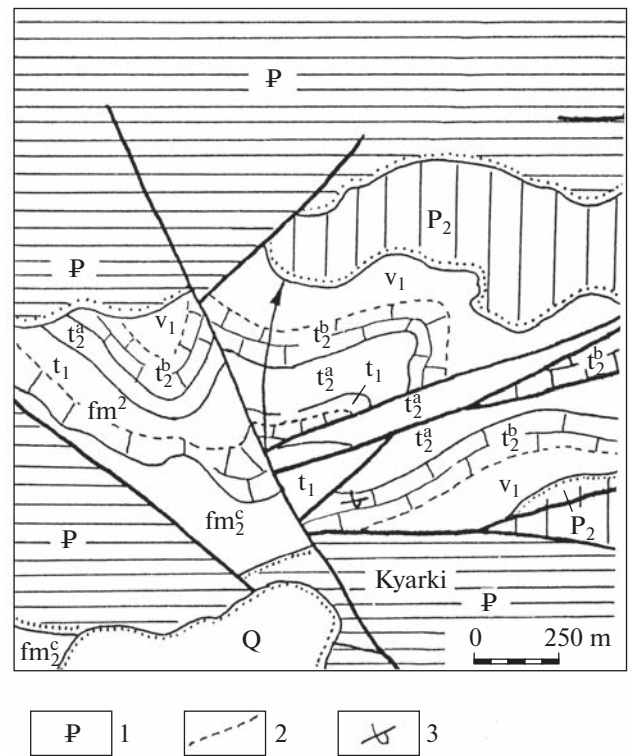 Ᵽ
P₂
Ᵽ
v₁
v₁
t₂ᵃ
t₂ᵇ
t₂ᵇ
t₂ᵇ
t₁
t₂ᵃ
t₁
t₂ᵃ
fm²
t₂ᵃ
t₂ᵇ
t₁
v₁
fm₂ᶜ
P₂
Ᵽ
Kyarki
Ᵽ
Q
fm₂ᶜ
0 250 m
Ᵽ 1 2 3